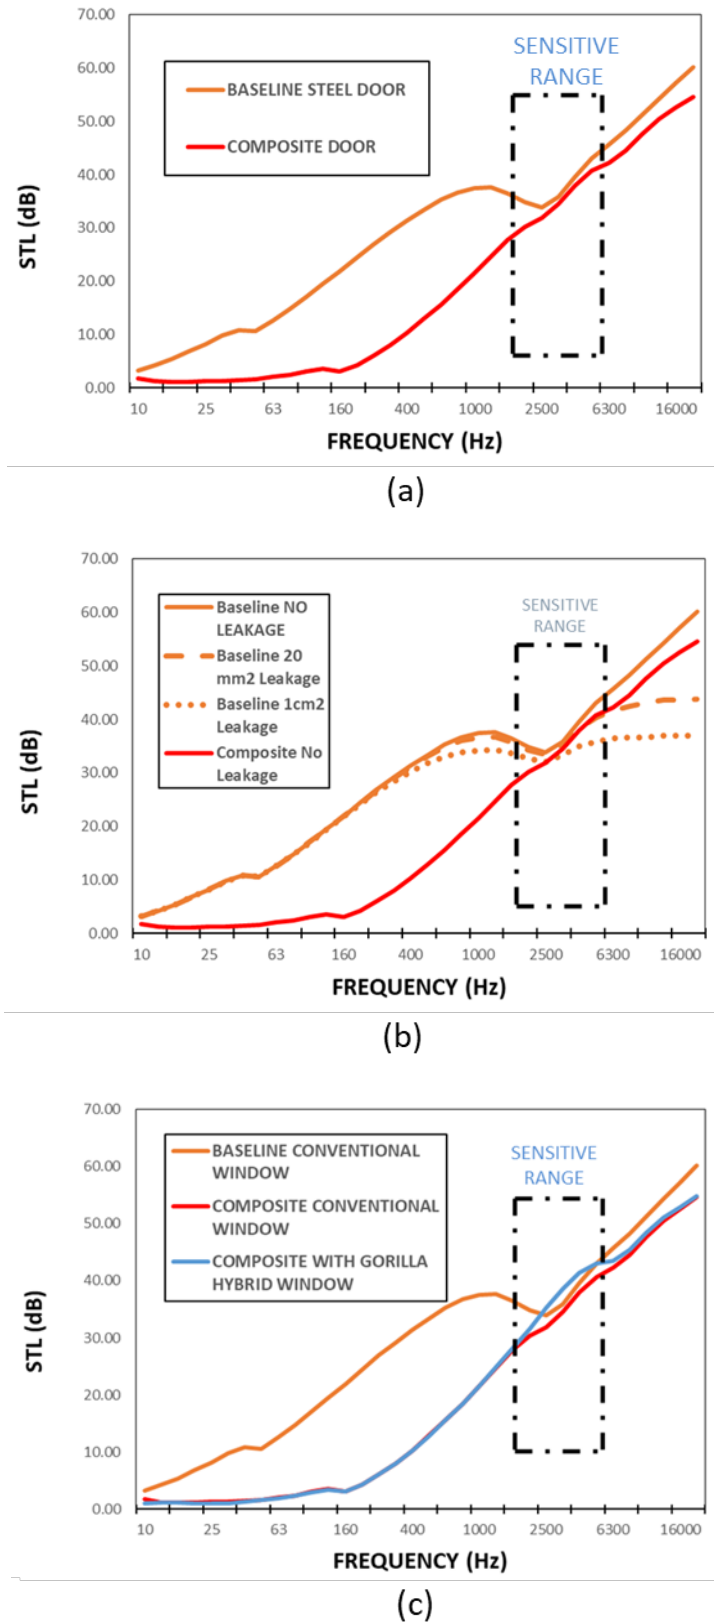 70.00
60.00
50.00
40.00
30.00
20.00
10.00
0.00
STL (dB)
BASELINE STEEL DOOR
COMPOSITE DOOR
SENSITIVE
RANGE
10 25 63 160 400 1000 2500 6300 16000
FREQUENCY (Hz)
(a)
70.00
60.00
50.00
40.00
30.00
20.00
10.00
0.00
STL (dB)
Baseline NO
LEAKAGE
Baseline 20
mm2 Leakage
Baseline 1cm2
Leakage
Composite No
Leakage
SENSITIVE
RANGE
10 25 63 160 400 1000 2500 6300 16000
FREQUENCY (Hz)
(b)
70.00
60.00
50.00
40.00
30.00
20.00
10.00
0.00
STL (dB)
BASELINE CONVENTIONAL
WINDOW
COMPOSITE CONVENTIONAL
WINDOW
COMPOSITE WITH GORILLA
HYBRID WINDOW
SENSITIVE
RANGE
10 25 63 160 400 1000 2500 6300 16000
FREQUENCY (Hz)
(c)